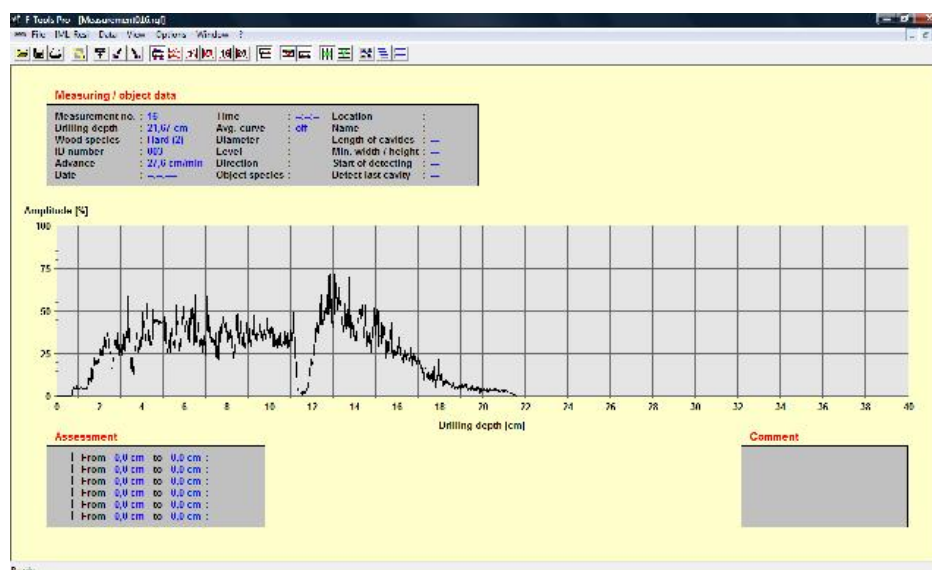 F Tools Pro [Measurement016.rgf]
File IML Resi Data View Options Window ?
Measuring / object data
Measurement no. : 16 Time : --:--:-- Location :
Drilling depth : 21,67 cm Avg. curve : off Name :
Wood species : Hard (2) Diameter : Length of cavities : ---
ID number : 003 Level : Min. width / height : ---
Advance : 27,6 cm/min Direction : Start of detecting : ---
Date : --.--.---- Object species : Detect last cavity : ---
Amplitude [%]
100
75
50
25
0
0 2 4 6 8 10 12 14 16 18 20 22 24 26 28 30 32 34 36 38 40
Drilling depth [cm]
Assessment
Comment
| From 0,0 cm to 0,0 cm :
| From 0,0 cm to 0,0 cm :
| From 0,0 cm to 0,0 cm :
| From 0,0 cm to 0,0 cm :
| From 0,0 cm to 0,0 cm :
| From 0,0 cm to 0,0 cm :